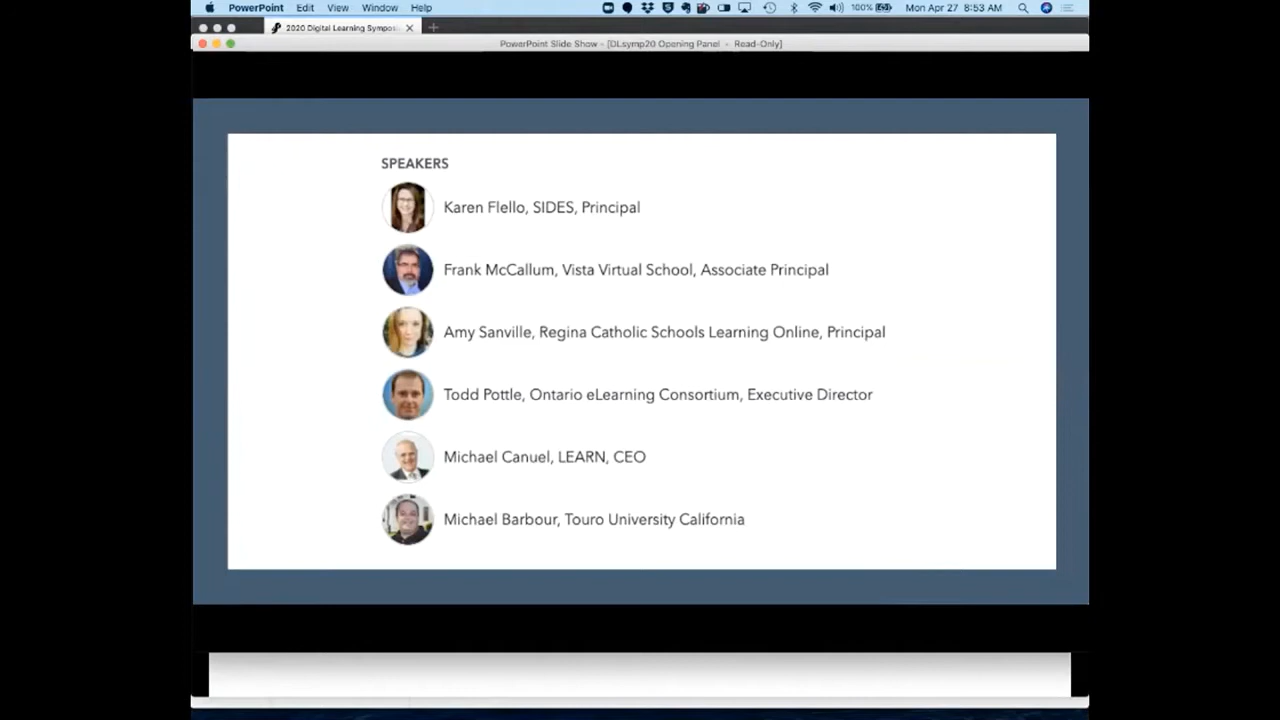 PowerPoint Edit View Window Help 100% Mon Apr 27 8:53 AM
2020 Digital Learning Sympos
PowerPoint Slide Show - [DLsymp20 Opening Panel - Read-Only]
SPEAKERS
Karen Flello, SIDES, Principal
Frank McCallum, Vista Virtual School, Associate Principal
Amy Sanville, Regina Catholic Schools Learning Online, Principal
Todd Pottle, Ontario eLearning Consortium, Executive Director
Michael Canuel, LEARN, CEO
Michael Barbour, Touro University California